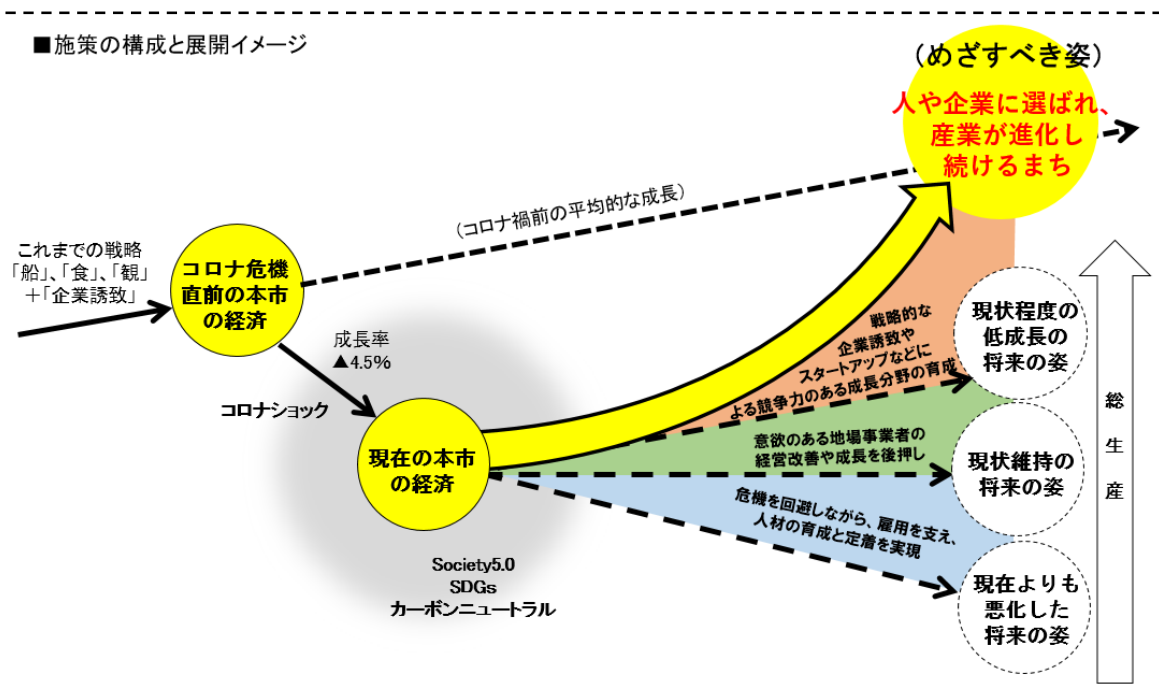 ■施策の構成と展開イメージ
(めざすべき姿)
人や企業に選ばれ、
産業が進化し
続けるまち
(コロナ禍前の平均的な成長)
これまでの戦略
「船」、「食」、「観」
+「企業誘致」
コロナ危機
直前の本市
の経済
成長率
▲4.5%
コロナショック
現在の本市
の経済
Society5.0
SDGs
カーボンニュートラル
戦略的な
企業誘致や
スタートアップなどに
よる競争力のある成長分野の育成
意欲のある地場事業者の
経営改善や成長を後押し
危機を回避しながら、雇用を支え、
人材の育成と定着を実現
現状程度の
低成長の
将来の姿
現状維持の
将来の姿
現在よりも
悪化した
将来の姿
総
生
産